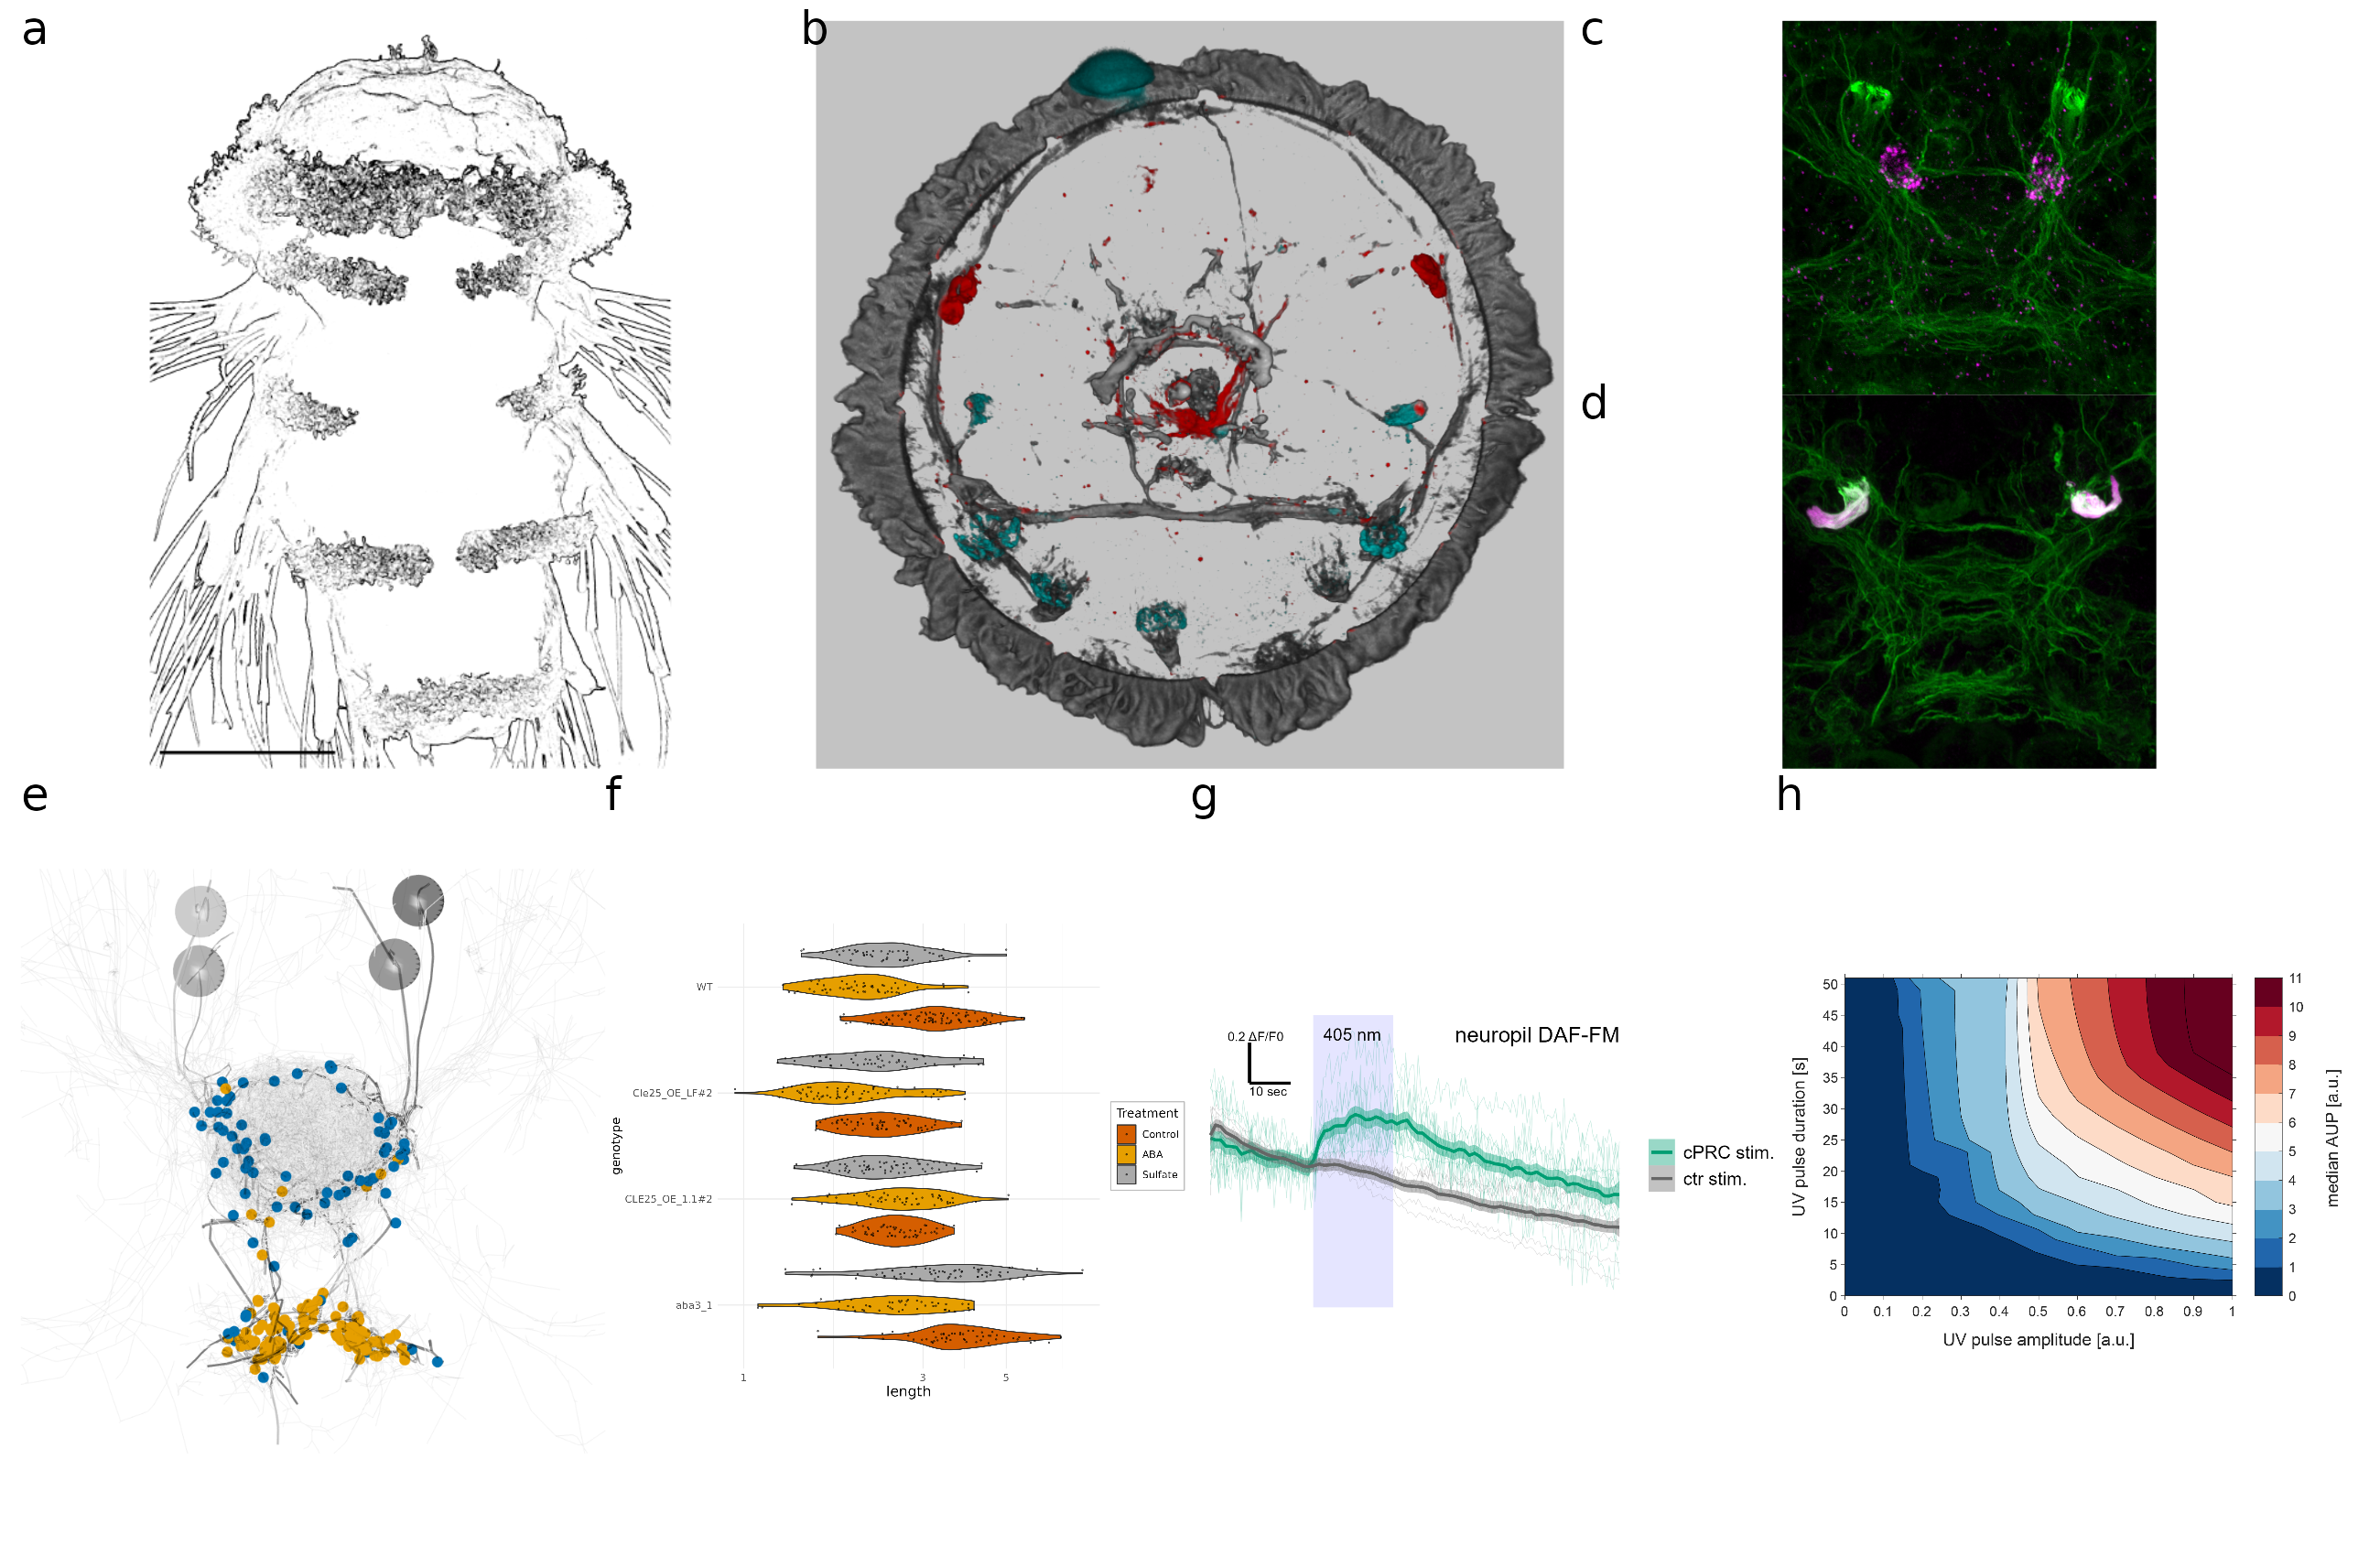 a
b
c
d
e
f
g
h
genotype
WT
Cle25_OE_LF#2
CLE25_OE_1.1#2
aba3_1
1
3
5
length
Treatment
Control
ABA
Sulfate
0.2 ΔF/F0
10 sec
405 nm
neuropil DAF-FM
cPRC stim.
ctr stim.
UV pulse duration [s]
50
45
40
35
30
25
20
15
10
5
0
0 0.1 0.2 0.3 0.4 0.5 0.6 0.7 0.8 0.9 1
UV pulse amplitude [a.u.]
11
10
9
8
7
6
5
4
3
2
1
0
median AUP [a.u.]